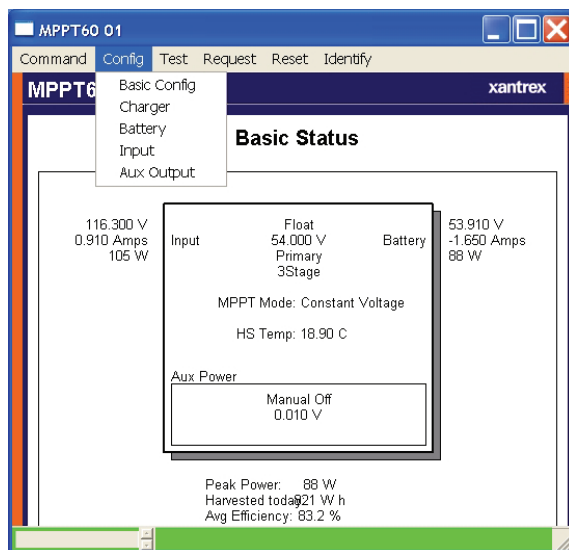 MPPT60 01
Command Config Test Request Reset Identify
MPPT6
xantrex
Basic Config
Charger
Battery
Input
Aux Output
Basic Status
116.300 V
0.910 Amps
105 W
Input
Float
54.000 V
Primary
3Stage
Battery
53.910 V
-1.650 Amps
88 W
MPPT Mode: Constant Voltage
HS Temp: 18.90 C
Aux Power
Manual Off
0.010 V
Peak Power: 88 W
Harvested today: 821 W h
Avg Efficiency: 83.2 %